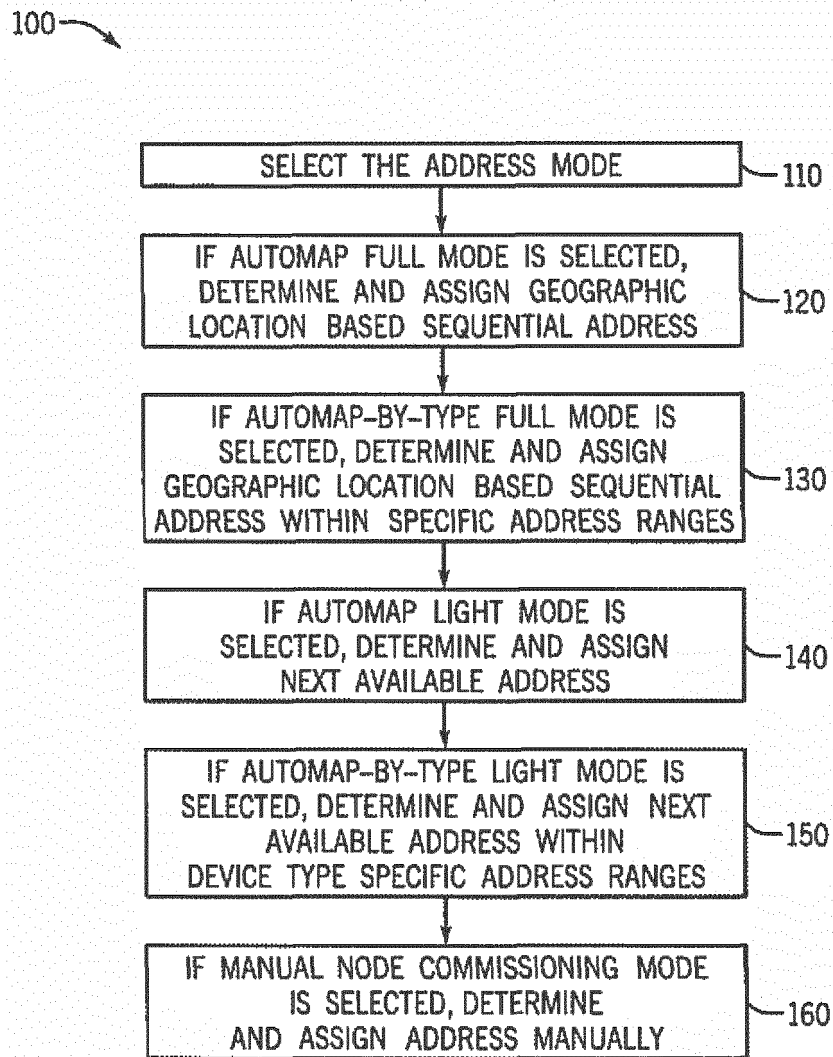 100
SELECT THE ADDRESS MODE
110
IF AUTOMAP FULL MODE IS SELECTED,
DETERMINE AND ASSIGN GEOGRAPHIC
LOCATION BASED SEQUENTIAL ADDRESS
120
IF AUTOMAP-BY-TYPE FULL MODE IS
SELECTED, DETERMINE AND ASSIGN
GEOGRAPHIC LOCATION BASED SEQUENTIAL
ADDRESS WITHIN SPECIFIC ADDRESS RANGES
130
IF AUTOMAP LIGHT MODE IS
SELECTED, DETERMINE AND ASSIGN
NEXT AVAILABLE ADDRESS
140
IF AUTOMAP-BY-TYPE LIGHT MODE IS
SELECTED, DETERMINE AND ASSIGN NEXT
AVAILABLE ADDRESS WITHIN
DEVICE TYPE SPECIFIC ADDRESS RANGES
150
IF MANUAL NODE COMMISSIONING MODE
IS SELECTED, DETERMINE
AND ASSIGN ADDRESS MANUALLY
160